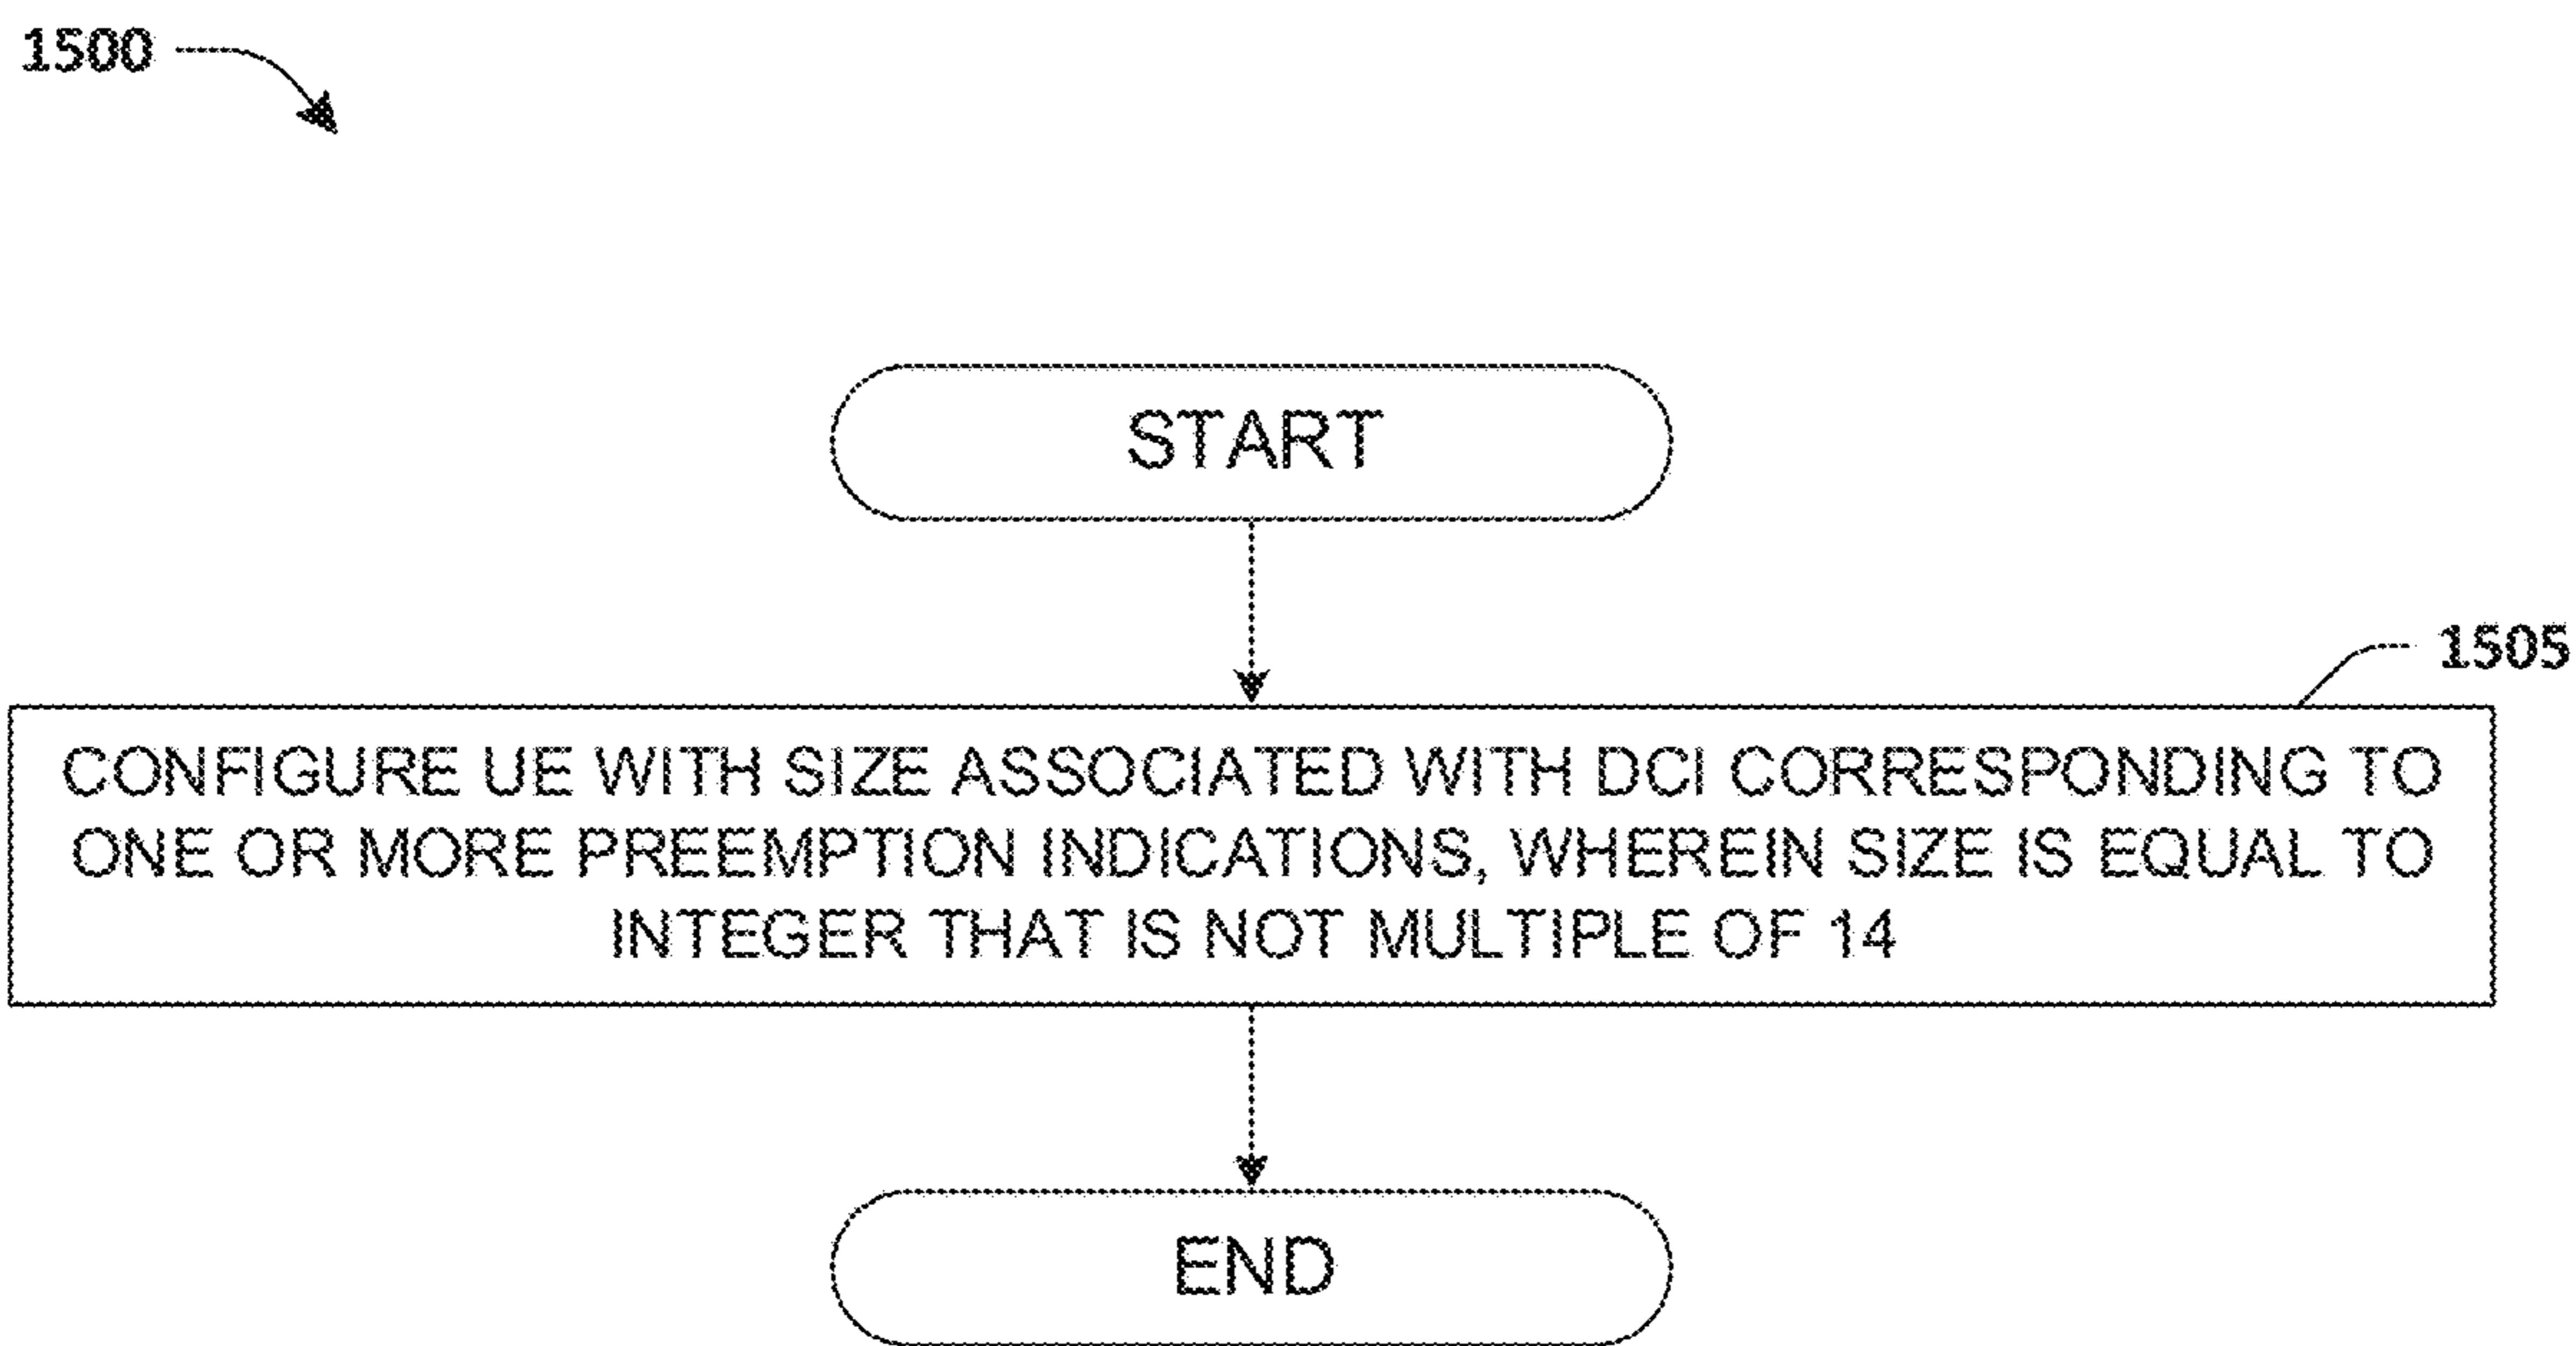 1500
START
1505
CONFIGURE UE WITH SIZE ASSOCIATED WITH DCI CORRESPONDING TO
ONE OR MORE PREEMPTION INDICATIONS, WHEREIN SIZE IS EQUAL TO
INTEGER THAT IS NOT MULTIPLE OF 14
END